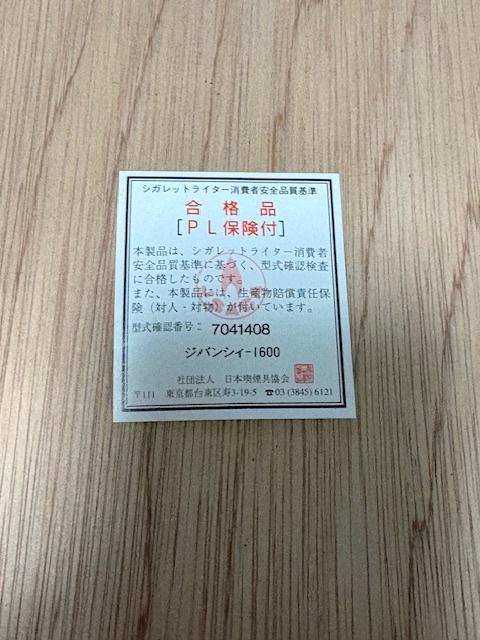 シガレットライター消費者安全品質基準
合格品
[PL保険付]
本製品は、シガレットライター消費者
安全品質基準に基づく、型式確認検査
に合格したものです。
また、本製品には、生産物賠償責任保
険(対人・対物)が付いています。
型式確認番号: 7041408
ジバンシィ-1600
社団法人 日本喫煙具協会
〒111 東京都台東区寿3-19-5 ☎03(3845)6121